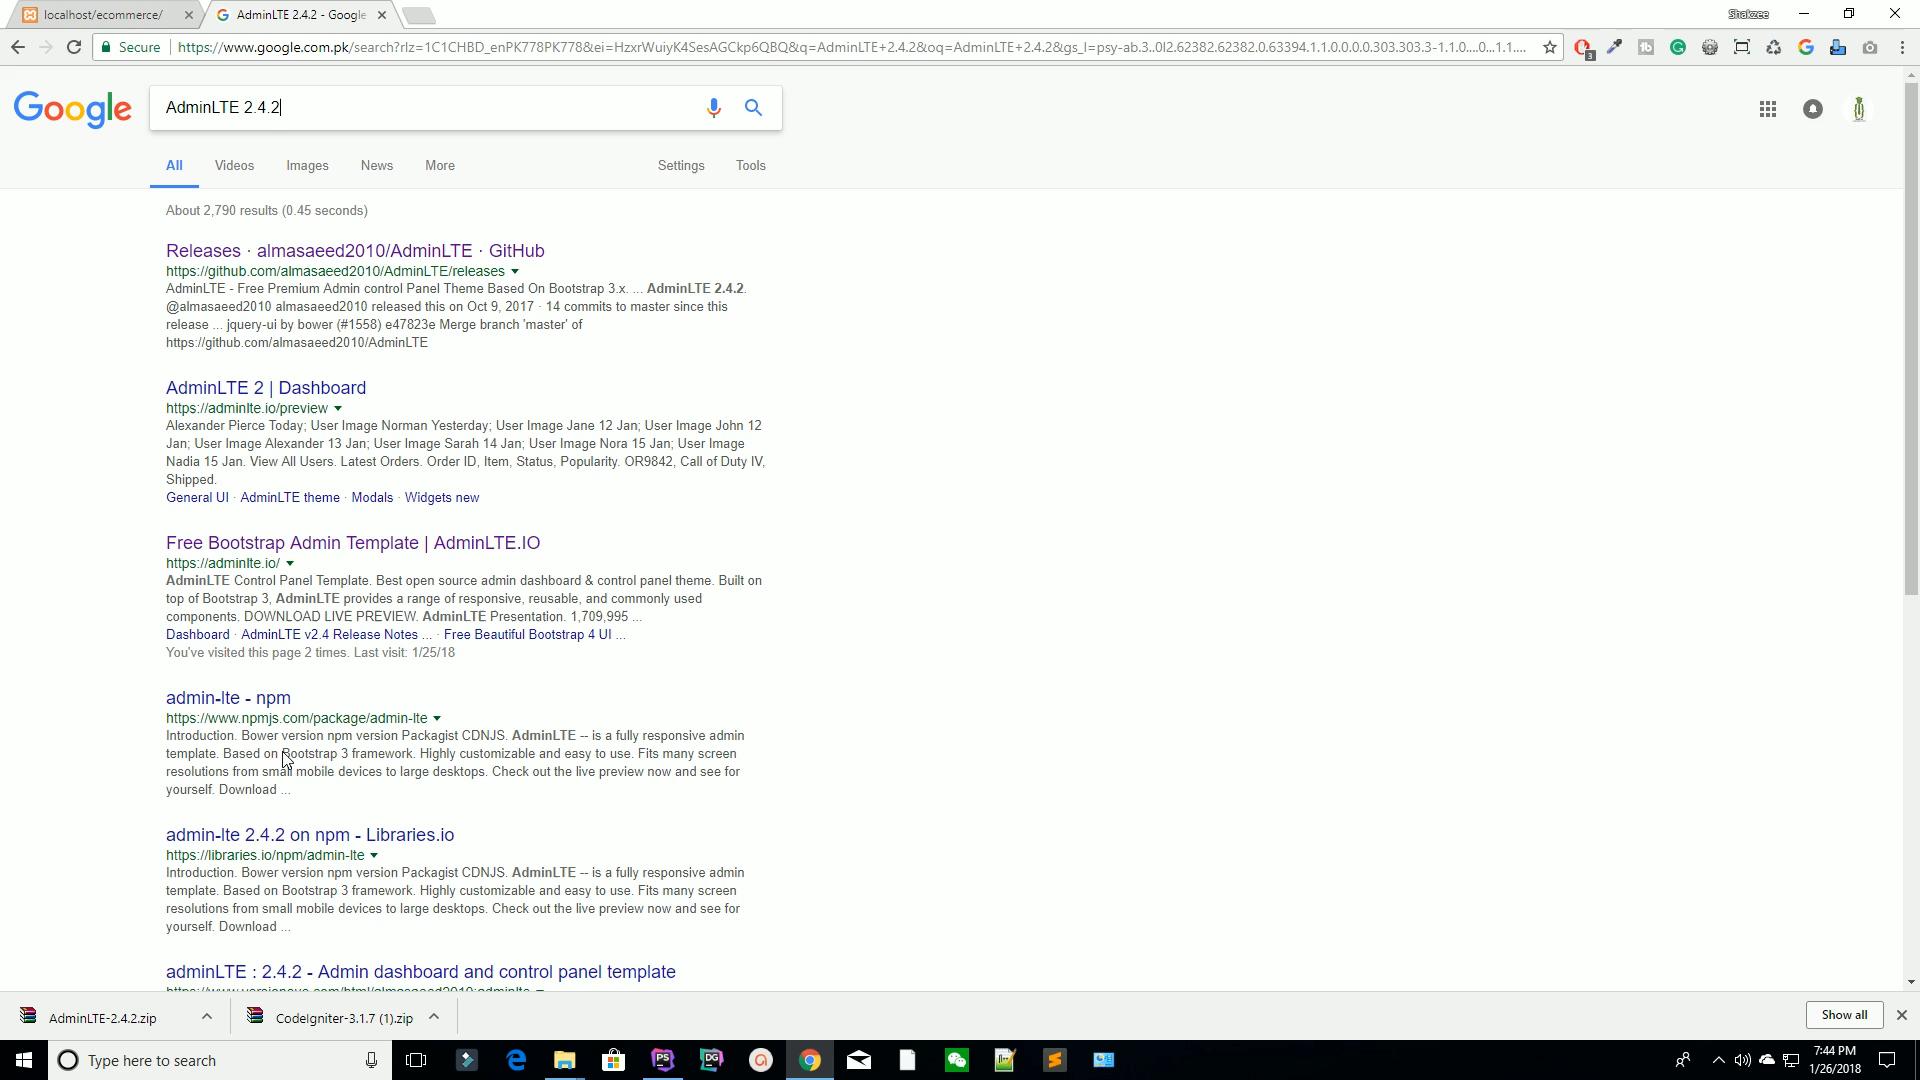 localhost/ecommerce/
AdminLTE 2.4.2 - Google
Shakzee
Secure
https://www.google.com.pk/search?rlz=1C1CHBD_enPK778PK778&ei=HzxrWuiyK4SesAGCkp6QBQ&q=AdminLTE+2.4.2&oq=AdminLTE+2.4.2&gs_l=psy-ab.3..0l2.62382.62382.0.63394.1.1.0.0.0.0.303.303.3-1.1.0....0...1.1....
3
Google
AdminLTE 2.4.2
All Videos Images News More Settings Tools
About 2,790 results (0.45 seconds)
Releases · almasaeed2010/AdminLTE · GitHub
https://github.com/almasaeed2010/AdminLTE/releases
AdminLTE - Free Premium Admin control Panel Theme Based On Bootstrap 3.x. ... AdminLTE 2.4.2.
@almasaeed2010 almasaeed2010 released this on Oct 9, 2017 · 14 commits to master since this
release ... jquery-ui by bower (#1558) e47823e Merge branch 'master' of
https://github.com/almasaeed2010/AdminLTE
AdminLTE 2 | Dashboard
https://adminlte.io/preview
Alexander Pierce Today; User Image Norman Yesterday; User Image Jane 12 Jan; User Image John 12
Jan; User Image Alexander 13 Jan; User Image Sarah 14 Jan; User Image Nora 15 Jan; User Image
Nadia 15 Jan. View All Users. Latest Orders. Order ID, Item, Status, Popularity. OR9842, Call of Duty IV,
Shipped.
General UI · AdminLTE theme · Modals · Widgets new
Free Bootstrap Admin Template | AdminLTE.IO
https://adminlte.io/
AdminLTE Control Panel Template. Best open source admin dashboard & control panel theme. Built on
top of Bootstrap 3, AdminLTE provides a range of responsive, reusable, and commonly used
components. DOWNLOAD LIVE PREVIEW. AdminLTE Presentation. 1,709,995 ...
Dashboard · AdminLTE v2.4 Release Notes ... · Free Beautiful Bootstrap 4 UI ...
You've visited this page 2 times. Last visit: 1/25/18
admin-lte - npm
https://www.npmjs.com/package/admin-lte
Introduction. Bower version npm version Packagist CDNJS. AdminLTE -- is a fully responsive admin
template. Based on Bootstrap 3 framework. Highly customizable and easy to use. Fits many screen
resolutions from small mobile devices to large desktops. Check out the live preview now and see for
yourself. Download ...
admin-lte 2.4.2 on npm - Libraries.io
https://libraries.io/npm/admin-lte
Introduction. Bower version npm version Packagist CDNJS. AdminLTE -- is a fully responsive admin
template. Based on Bootstrap 3 framework. Highly customizable and easy to use. Fits many screen
resolutions from small mobile devices to large desktops. Check out the live preview now and see for
yourself. Download ...
adminLTE : 2.4.2 - Admin dashboard and control panel template
AdminLTE-2.4.2.zip
CodeIgniter-3.1.7 (1).zip
Show all
Type here to search
PS
DG
7:44 PM
1/26/2018